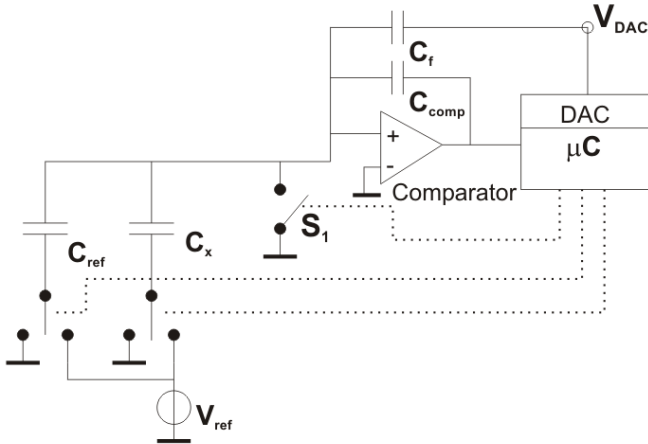 V_DAC
C_f
C_comp
DAC
μC
+
-
Comparator
S_1
C_ref
C_x
V_ref